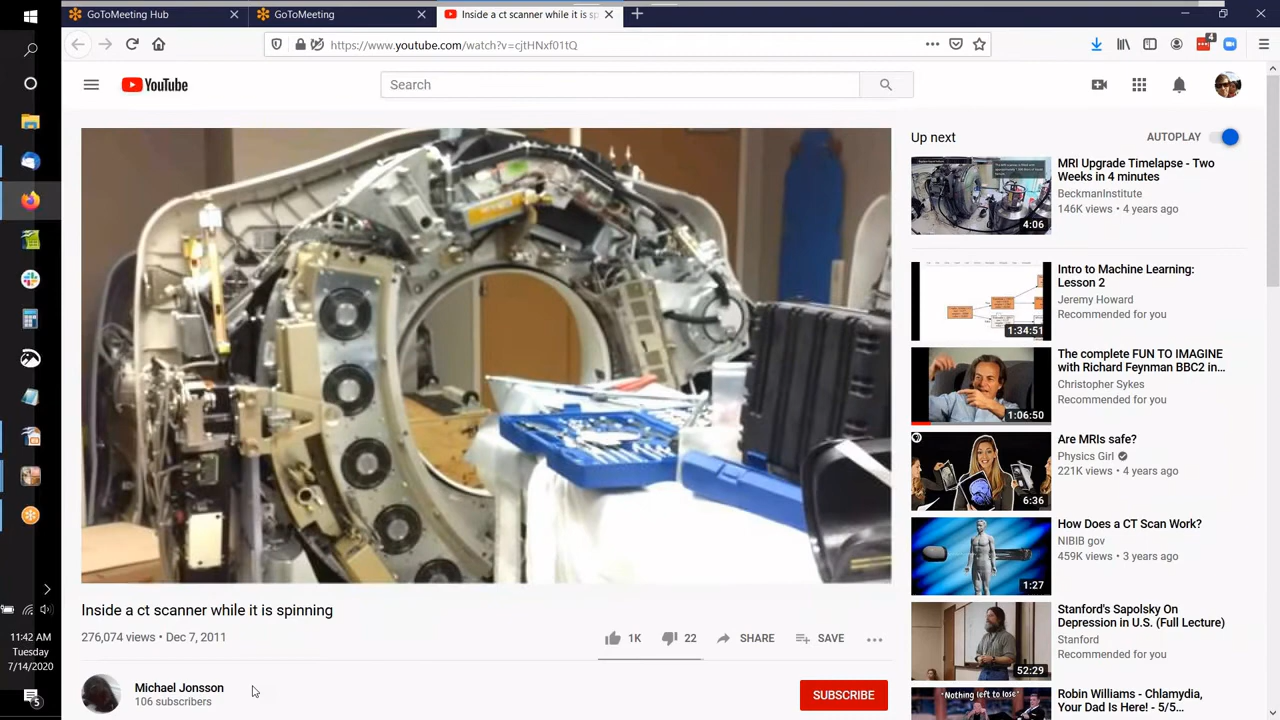 GoToMeeting Hub
GoToMeeting
Inside a ct scanner while it is sp
https://www.youtube.com/watch?v=cjtHNxf01tQ
4
YouTube
Search
Up next
AUTOPLAY
MRI Upgrade Timelapse - Two
Weeks in 4 minutes
BeckmanInstitute
146K views • 4 years ago
4:06
Intro to Machine Learning:
Lesson 2
Jeremy Howard
Recommended for you
1:34:51
The complete FUN TO IMAGINE
with Richard Feynman BBC2 in...
Christopher Sykes
Recommended for you
1:06:50
Are MRIs safe?
Physics Girl
221K views • 4 years ago
6:36
How Does a CT Scan Work?
NIBIB gov
459K views • 3 years ago
1:27
Stanford's Sapolsky On
Depression in U.S. (Full Lecture)
Stanford
Recommended for you
52:29
"Nothing left to lose"
Robin Williams - Chlamydia,
Your Dad Is Here! - 5/5...
Inside a ct scanner while it is spinning
276,074 views • Dec 7, 2011
1K
22
SHARE
SAVE
Michael Jonsson
106 subscribers
SUBSCRIBE
11:42 AM
Tuesday
7/14/2020
5